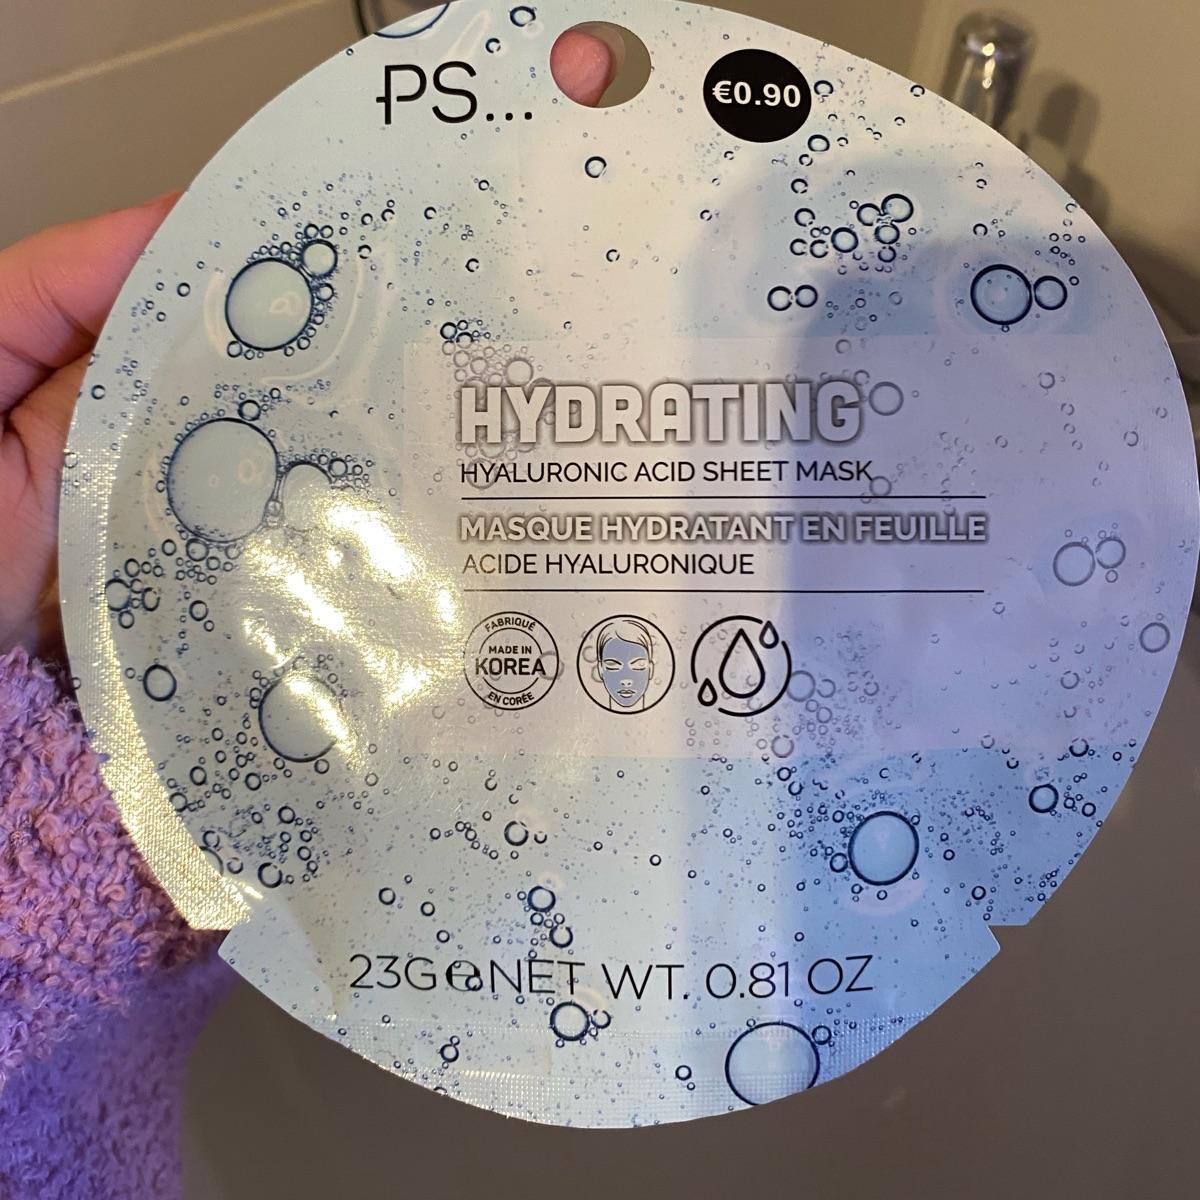 PS...
€0.90
HYDRATING
HYALURONIC ACID SHEET MASK
MASQUE HYDRATANT EN FEUILLE
ACIDE HYALURONIQUE
FABRIQUÉ
MADE IN
KOREA
EN CORÉE
23G℮NET WT. 0.81 OZ